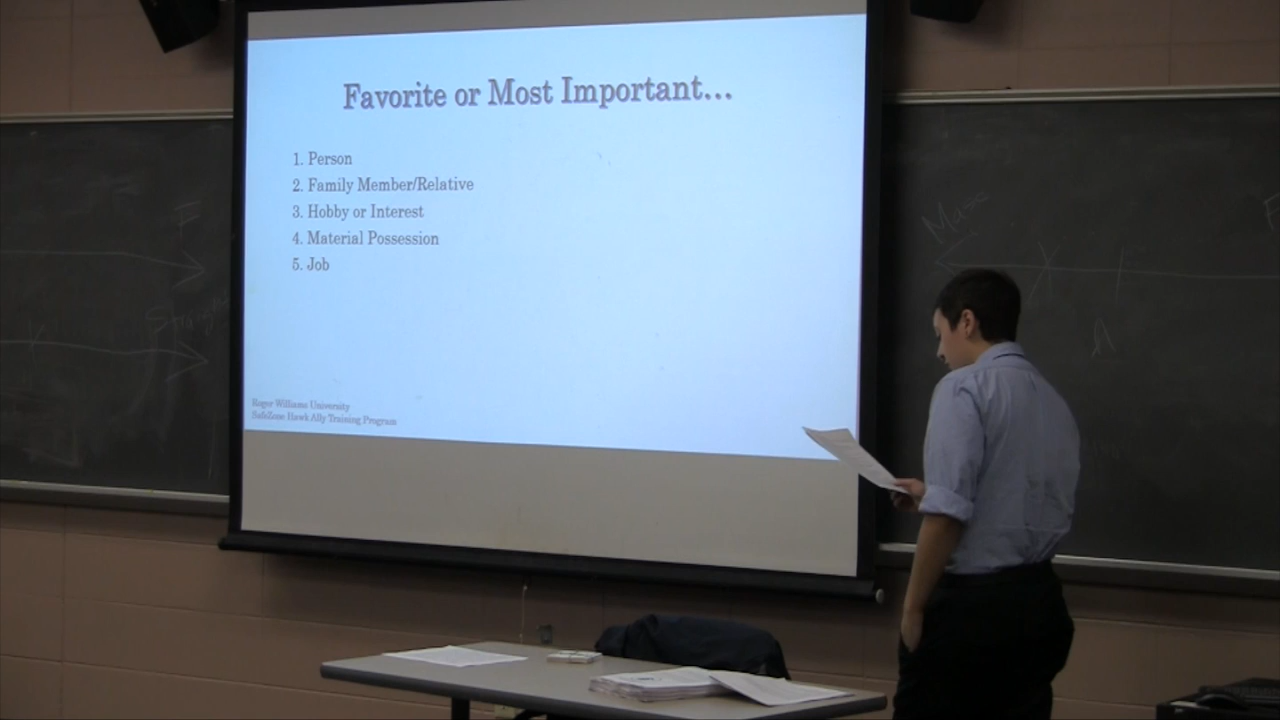 Favorite or Most Important...
1. Person
2. Family Member/Relative
3. Hobby or Interest
4. Material Possession
5. Job
Roger Williams University
SafeZone Hawk Ally Training Program